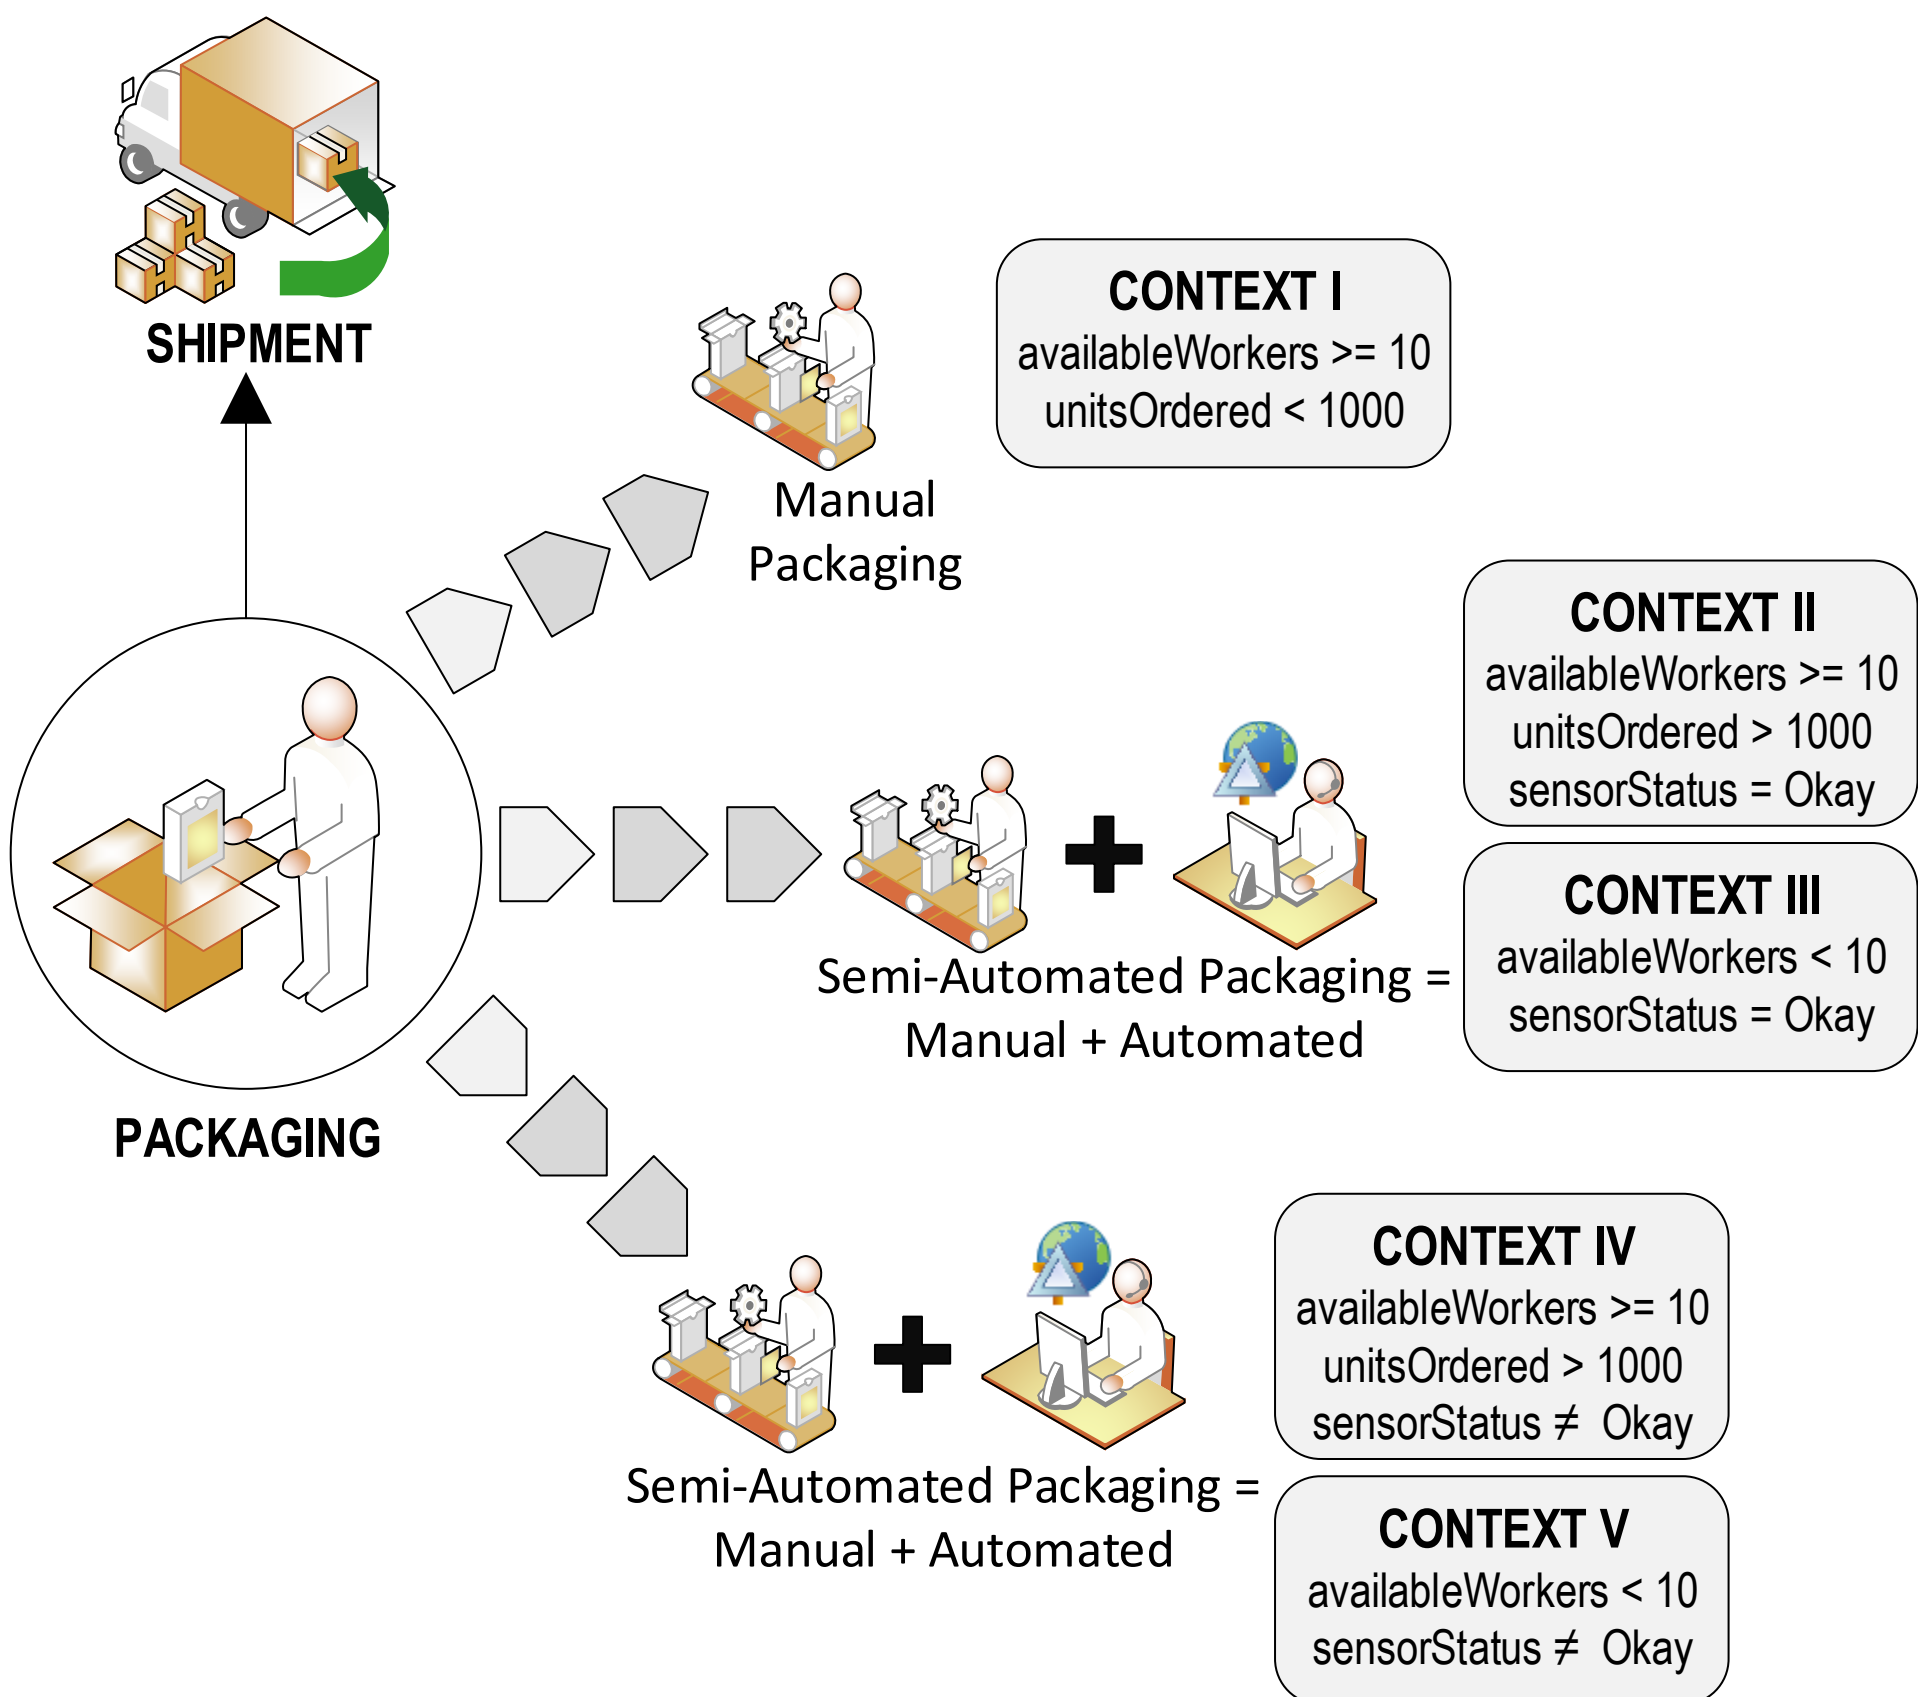 SHIPMENT
CONTEXT I
availableWorkers >= 10
unitsOrdered < 1000
Manual
Packaging
CONTEXT II
availableWorkers >= 10
unitsOrdered > 1000
sensorStatus = Okay
CONTEXT III
availableWorkers < 10
sensorStatus = Okay
Semi-Automated Packaging =
Manual + Automated
PACKAGING
CONTEXT IV
availableWorkers >= 10
unitsOrdered > 1000
sensorStatus ≠ Okay
Semi-Automated Packaging =
Manual + Automated
CONTEXT V
availableWorkers < 10
sensorStatus ≠ Okay